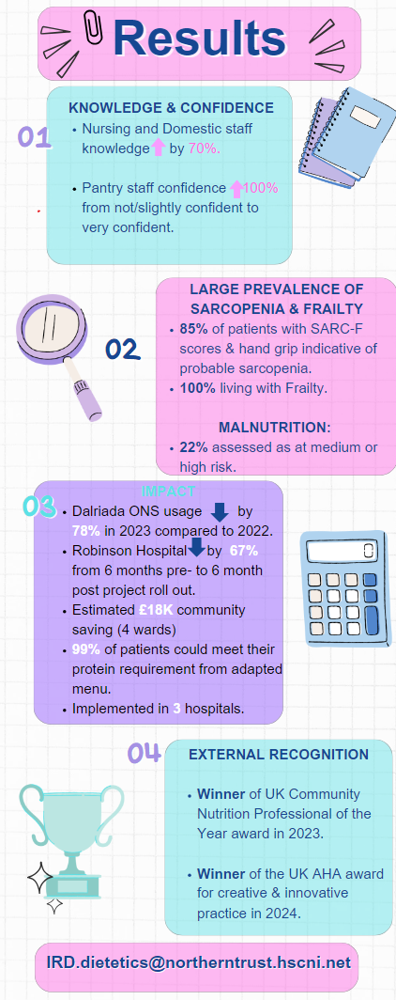 Results
01
KNOWLEDGE & CONFIDENCE
• Nursing and Domestic staff
knowledge by 70%.
• Pantry staff confidence 100%
from not/slightly confident to
very confident.
02
LARGE PREVALENCE OF
SARCOPENIA & FRAILTY
• 85% of patients with SARC-F
scores & hand grip indicative of
probable sarcopenia.
• 100% living with Frailty.
MALNUTRITION:
• 22% assessed as at medium or
high risk.
03
IMPACT
• Dalriada ONS usage by
78% in 2023 compared to 2022.
• Robinson Hospital by 67%
from 6 months pre- to 6 month
post project roll out.
• Estimated £18K community
saving (4 wards)
• 99% of patients could meet their
protein requirement from adapted
menu.
• Implemented in 3 hospitals.
0
04
EXTERNAL RECOGNITION
• Winner of UK Community
Nutrition Professional of the
Year award in 2023.
• Winner of the UK AHA award
for creative & innovative
practice in 2024.
IRD.dietetics@northerntrust.hscni.net